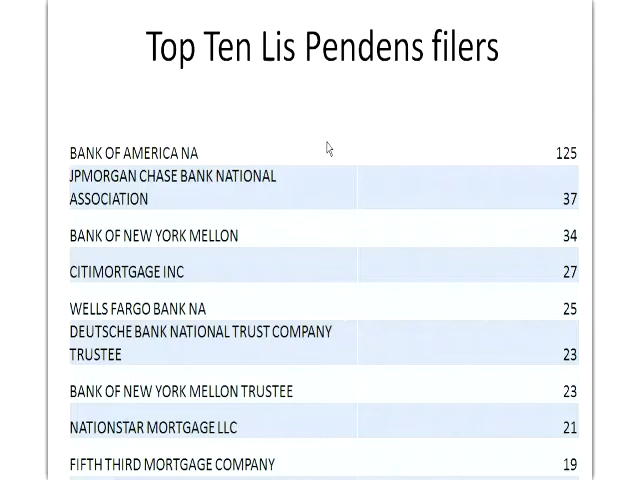 Top Ten Lis Pendens filers
BANK OF AMERICA NA 125
JPMORGAN CHASE BANK NATIONAL
ASSOCIATION 37
BANK OF NEW YORK MELLON 34
CITIMORTGAGE INC 27
WELLS FARGO BANK NA 25
DEUTSCHE BANK NATIONAL TRUST COMPANY
TRUSTEE 23
BANK OF NEW YORK MELLON TRUSTEE 23
NATIONSTAR MORTGAGE LLC 21
FIFTH THIRD MORTGAGE COMPANY 19